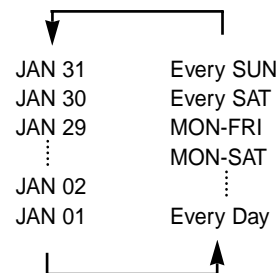 JAN 31 Every SUN
JAN 30 Every SAT
JAN 29 MON-FRI
MON-SAT
JAN 02
JAN 01 Every Day